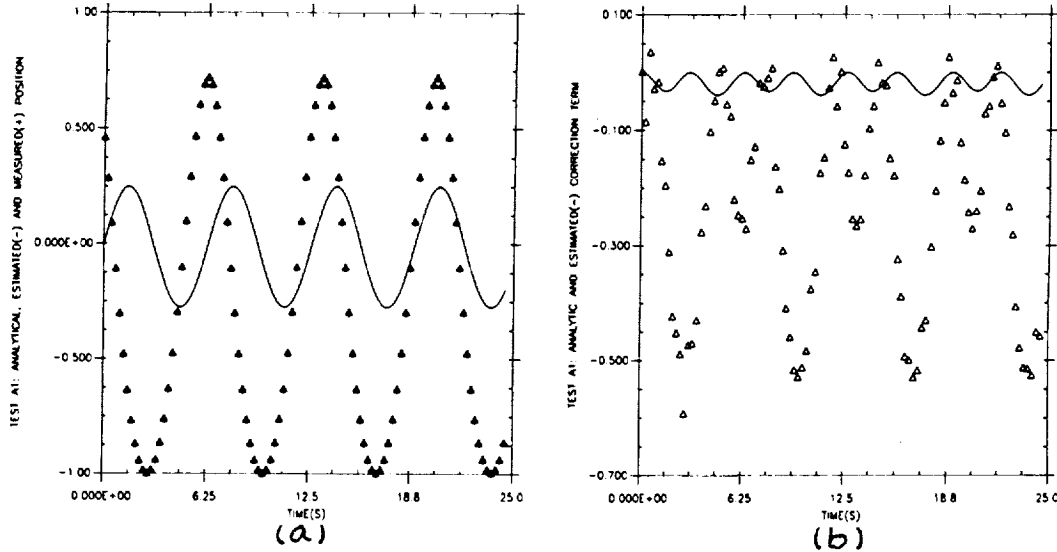 TEST A1: ANALYTICAL, ESTIMATED(-) AND MEASURED(+) POSITION
1.00
0.500
0.000E+00
-0.500
-1.00
0.000E+00 6.25 12.5 18.8 25.0
TIME(S)
(a)
TEST A1: ANALYTIC AND ESTIMATED(-) CORRECTION TERM
0.100
-0.100
-0.300
-0.500
-0.700
0.000E+00 6.25 12.5 18.8 25.0
TIME(S)
(b)